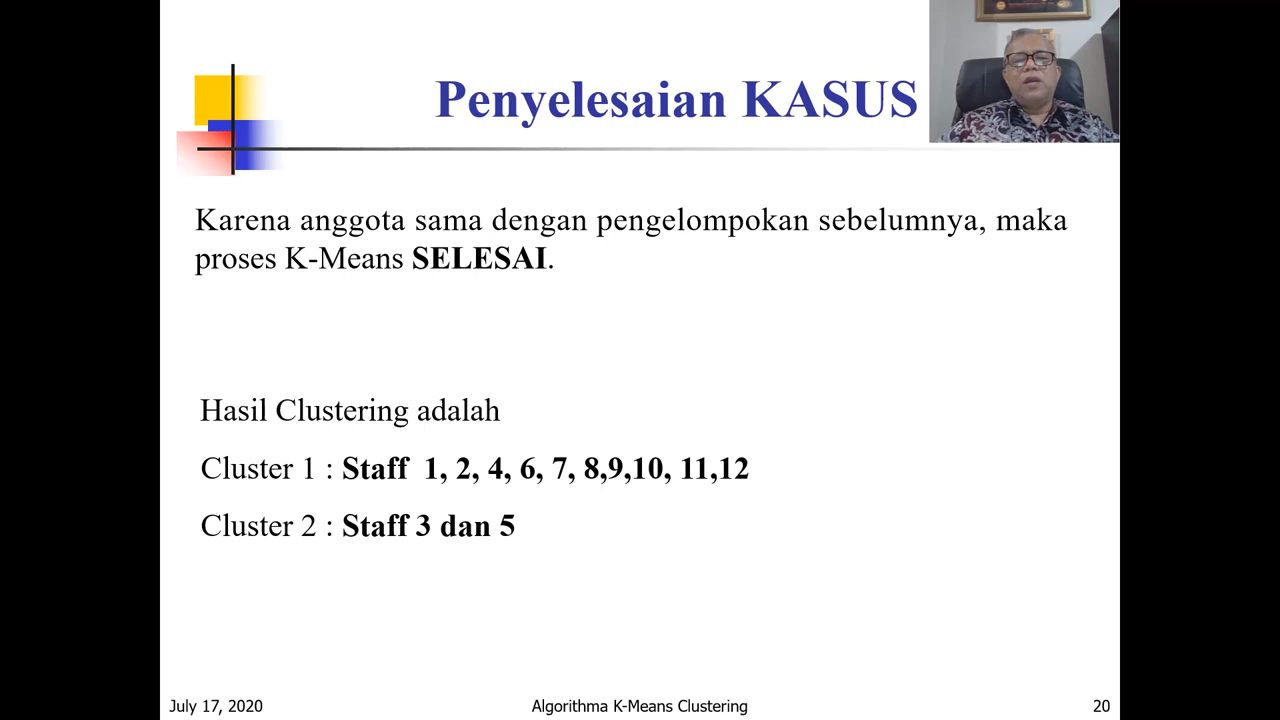 Penyelesaian KASUS
Karena anggota sama dengan pengelompokan sebelumnya, maka
proses K-Means SELESAI.
Hasil Clustering adalah
Cluster 1 : Staff  1, 2, 4, 6, 7, 8,9,10, 11,12
Cluster 2 : Staff 3 dan 5
July 17, 2020
Algorithma K-Means Clustering
20